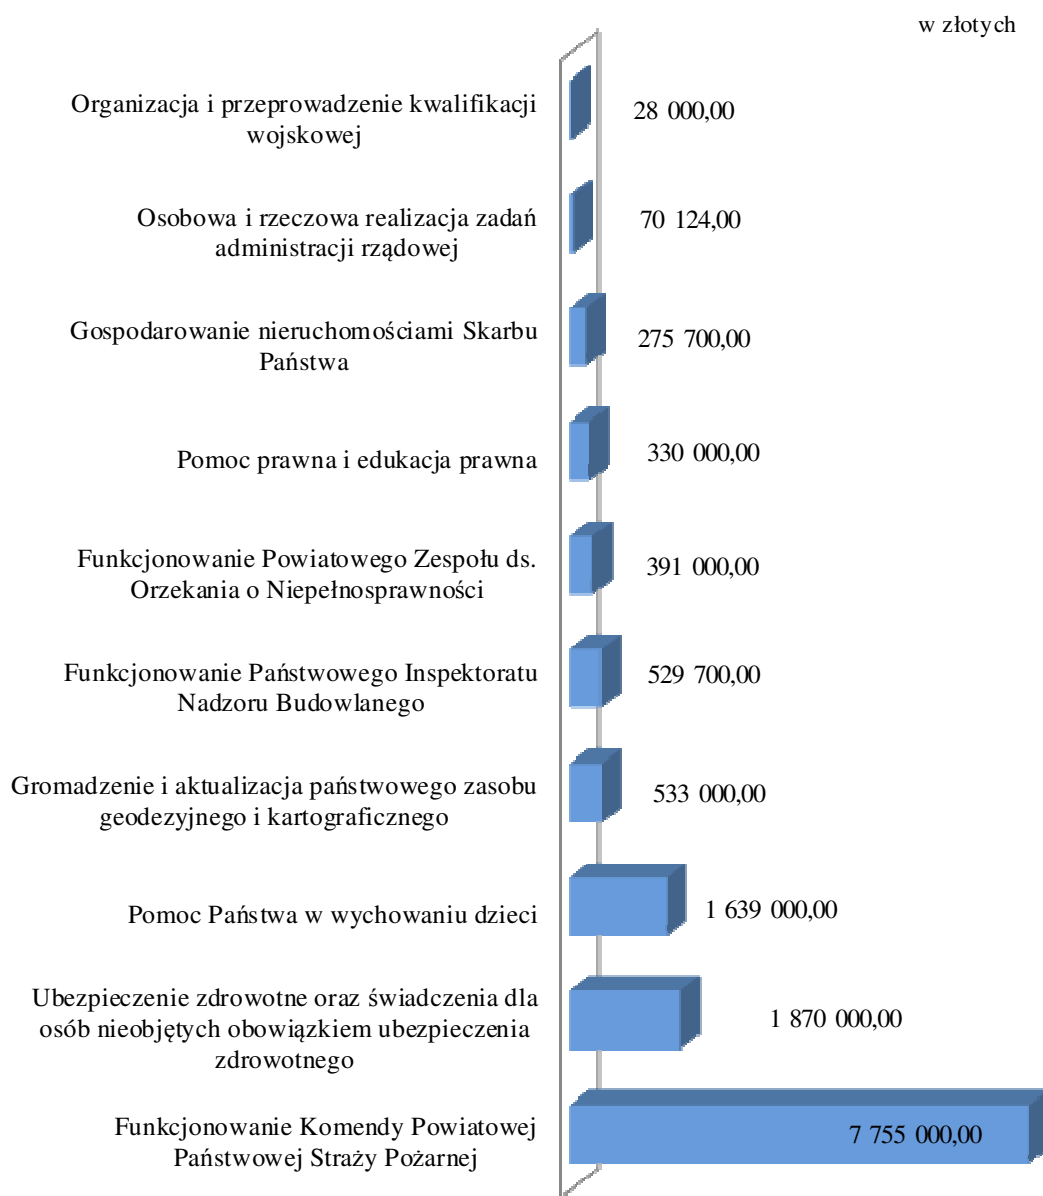 w złotych
Organizacja i przeprowadzenie kwalifikacji
wojskowej
28 000,00
Osobowa i rzeczowa realizacja zadań
administracji rządowej
70 124,00
Gospodarowanie nieruchomościami Skarbu
Państwa
275 700,00
Pomoc prawna i edukacja prawna
330 000,00
Funkcjonowanie Powiatowego Zespołu ds.
Orzekania o Niepełnosprawności
391 000,00
Funkcjonowanie Państwowego Inspektoratu
Nadzoru Budowlanego
529 700,00
Gromadzenie i aktualizacja państwowego zasobu
geodezyjnego i kartograficznego
533 000,00
Pomoc Państwa w wychowaniu dzieci
1 639 000,00
Ubezpieczenie zdrowotne oraz świadczenia dla
osób nieobjętych obowiązkiem ubezpieczenia
zdrowotnego
1 870 000,00
Funkcjonowanie Komendy Powiatowej
Państwowej Straży Pożarnej
7 755 000,00